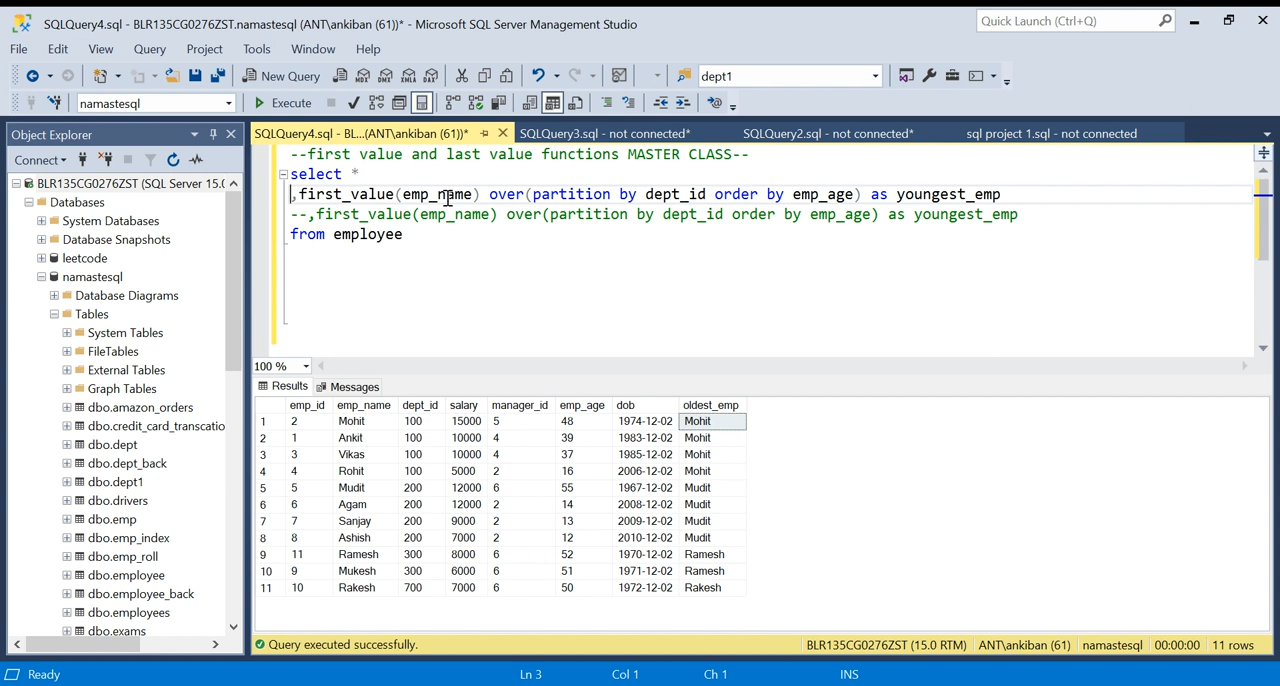 SQLQuery4.sql - BLR135CG0276ZST.namastesql (ANT\ankiban (61))* - Microsoft SQL Server Management Studio
Quick Launch (Ctrl+Q)
File Edit View Query Project Tools Window Help
New Query
MDX DMX XMLA DAX
dept1
namastesql
Execute
Object Explorer
SQLQuery4.sql - BL...(ANT\ankiban (61))* SQLQuery3.sql - not connected* SQLQuery2.sql - not connected* sql project 1.sql - not connected
Connect
BLR135CG0276ZST (SQL Server 15.0
Databases
System Databases
Database Snapshots
leetcode
namastesql
Database Diagrams
Tables
System Tables
FileTables
External Tables
Graph Tables
dbo.amazon_orders
dbo.credit_card_transcatio
dbo.dept
dbo.dept_back
dbo.dept1
dbo.drivers
dbo.emp
dbo.emp_index
dbo.emp_roll
dbo.employee
dbo.employee_back
dbo.employees
dbo.exams
--first value and last value functions MASTER CLASS--
select *
,first_value(emp_name) over(partition by dept_id order by emp_age) as youngest_emp
--,first_value(emp_name) over(partition by dept_id order by emp_age) as youngest_emp
from employee
100 %
Results Messages
emp_id emp_name dept_id salary manager_id emp_age dob oldest_emp
1 2 Mohit 100 15000 5 48 1974-12-02 Mohit
2 1 Ankit 100 10000 4 39 1983-12-02 Mohit
3 3 Vikas 100 10000 4 37 1985-12-02 Mohit
4 4 Rohit 100 5000 2 16 2006-12-02 Mohit
5 5 Mudit 200 12000 6 55 1967-12-02 Mudit
6 6 Agam 200 12000 2 14 2008-12-02 Mudit
7 7 Sanjay 200 9000 2 13 2009-12-02 Mudit
8 8 Ashish 200 7000 2 12 2010-12-02 Mudit
9 11 Ramesh 300 8000 6 52 1970-12-02 Ramesh
10 9 Mukesh 300 6000 6 51 1971-12-02 Ramesh
11 10 Rakesh 700 7000 6 50 1972-12-02 Rakesh
Query executed successfully. BLR135CG0276ZST (15.0 RTM) ANT\ankiban (61) namastesql 00:00:00 11 rows
Ready Ln 3 Col 1 Ch 1 INS